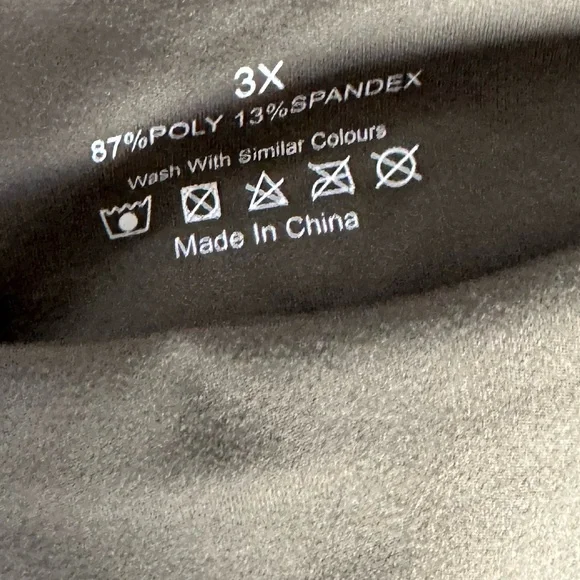 3X
87%POLY 13%SPANDEX
Wash With Similar Colours
Made In China